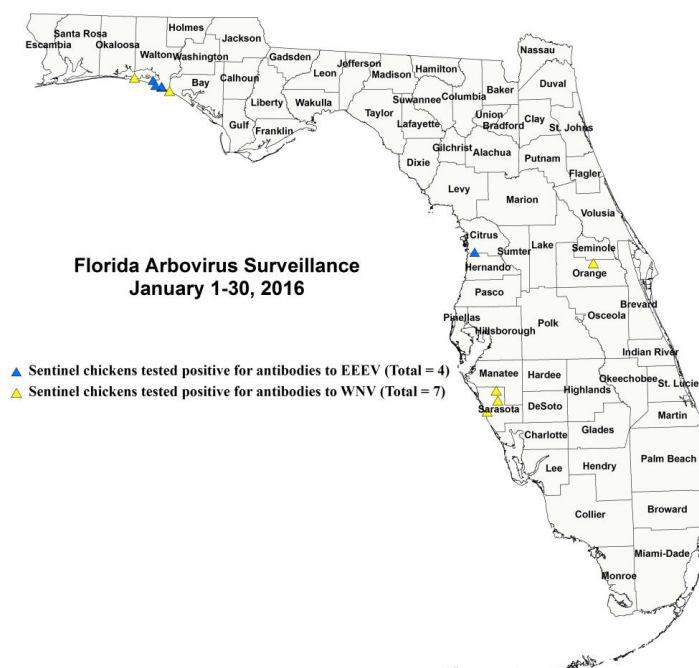 Holmes
Jackson
Santa Rosa
Escambia
Okaloosa
Walton
Washington
Gadsden
Jefferson
Hamilton
Nassau
Bay
Calhoun
Leon
Madison
Baker
Duval
Liberty
Wakulla
Taylor
Suwannee
Columbia
Union
Bradford
Clay
St. Johns
Gulf
Franklin
Lafayette
Gilchrist
Alachua
Putnam
Dixie
Flagler
Levy
Marion
Volusia
Citrus
Sumter
Lake
Seminole
Hernando
Orange
Florida Arbovirus Surveillance
January 1-30, 2016
Pasco
Brevard
Osceola
Pinellas
Hillsborough
Polk
Indian River
Sentinel chickens tested positive for antibodies to EEEV (Total = 4)
Sentinel chickens tested positive for antibodies to WNV (Total = 7)
Manatee
Hardee
Highlands
Okeechobee
St. Lucie
Sarasota
DeSoto
Martin
Charlotte
Glades
Lee
Hendry
Palm Beach
Collier
Broward
Miami-Dade
Monroe